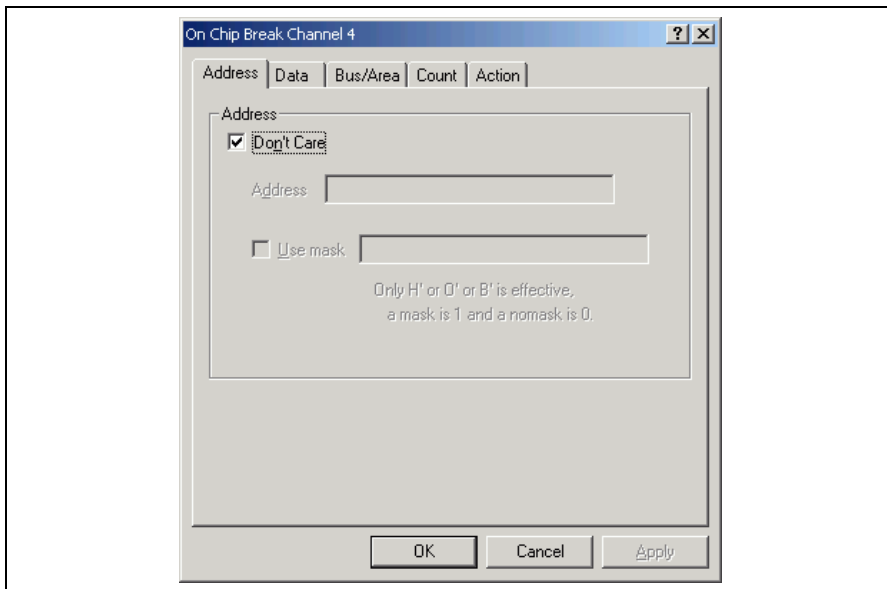 On Chip Break Channel 4
Address Data Bus/Area Count Action
Address
Don't Care
Address
Use mask
Only H' or O' or B' is effective,
a mask is 1 and a nomask is 0.
OK Cancel Apply